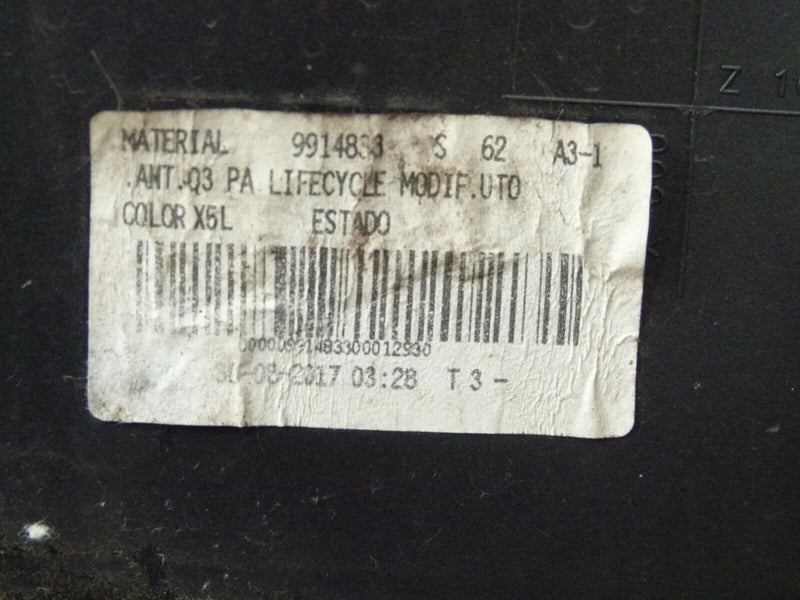 MATERIAL 9914833 S 62 A3-1
.ANT.Q3 PA LIFECYCLE MODIF.UTO
COLOR X5L ESTADO
00000991483300012930
30-08-2017 03:28 T 3 -
Z